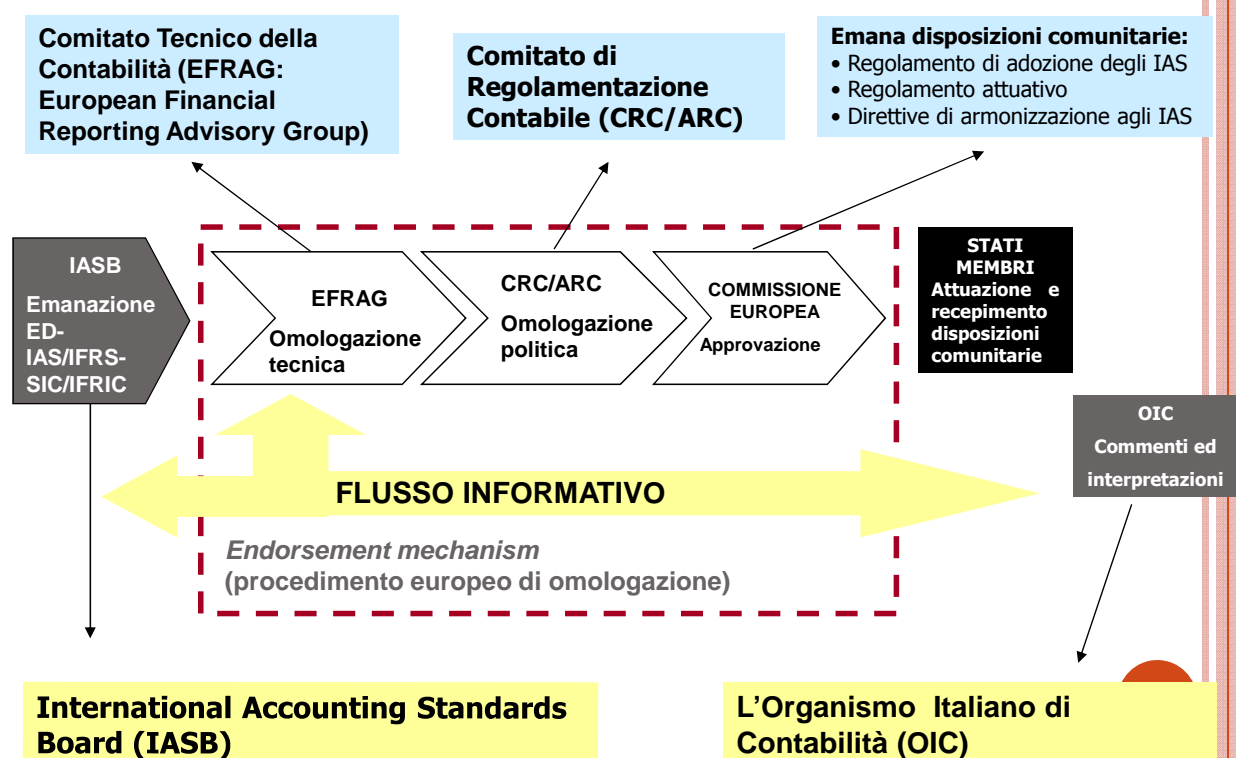 Comitato Tecnico della
Contabilità (EFRAG:
European Financial
Reporting Advisory Group)
Comitato di
Regolamentazione
Contabile (CRC/ARC)
Emana disposizioni comunitarie:
• Regolamento di adozione degli IAS
• Regolamento attuativo
• Direttive di armonizzazione agli IAS
IASB
Emanazione
ED-
IAS/IFRS-
SIC/IFRIC
EFRAG
Omologazione
tecnica
CRC/ARC
Omologazione
politica
COMMISSIONE
EUROPEA
Approvazione
STATI
MEMBRI
Attuazione e
recepimento
disposizioni
comunitarie
OIC
Commenti ed
interpretazioni
FLUSSO INFORMATIVO
Endorsement mechanism
(procedimento europeo di omologazione)
International Accounting Standards
Board (IASB)
L’Organismo Italiano di
Contabilità (OIC)